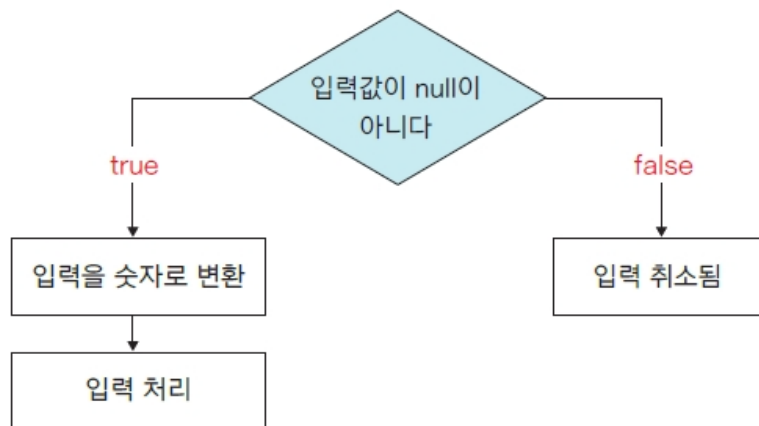 입력값이 null이
아니다
true
false
입력을 숫자로 변환
입력 취소됨
입력 처리